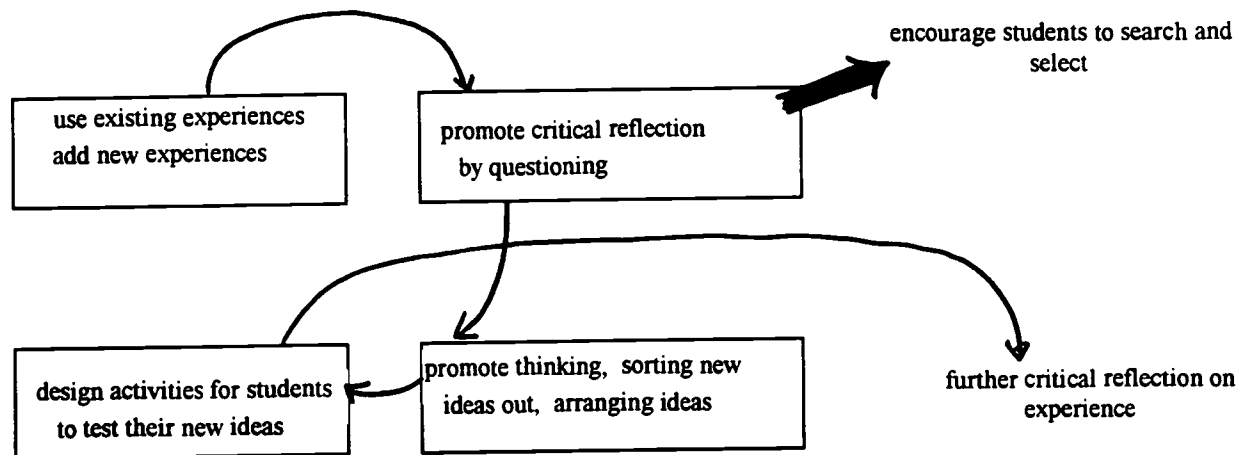 encourage students to search and
select
use existing experiences
add new experiences
promote critical reflection
by questioning
design activities for students
to test their new ideas
promote thinking, sorting new
ideas out, arranging ideas
further critical reflection on
experience